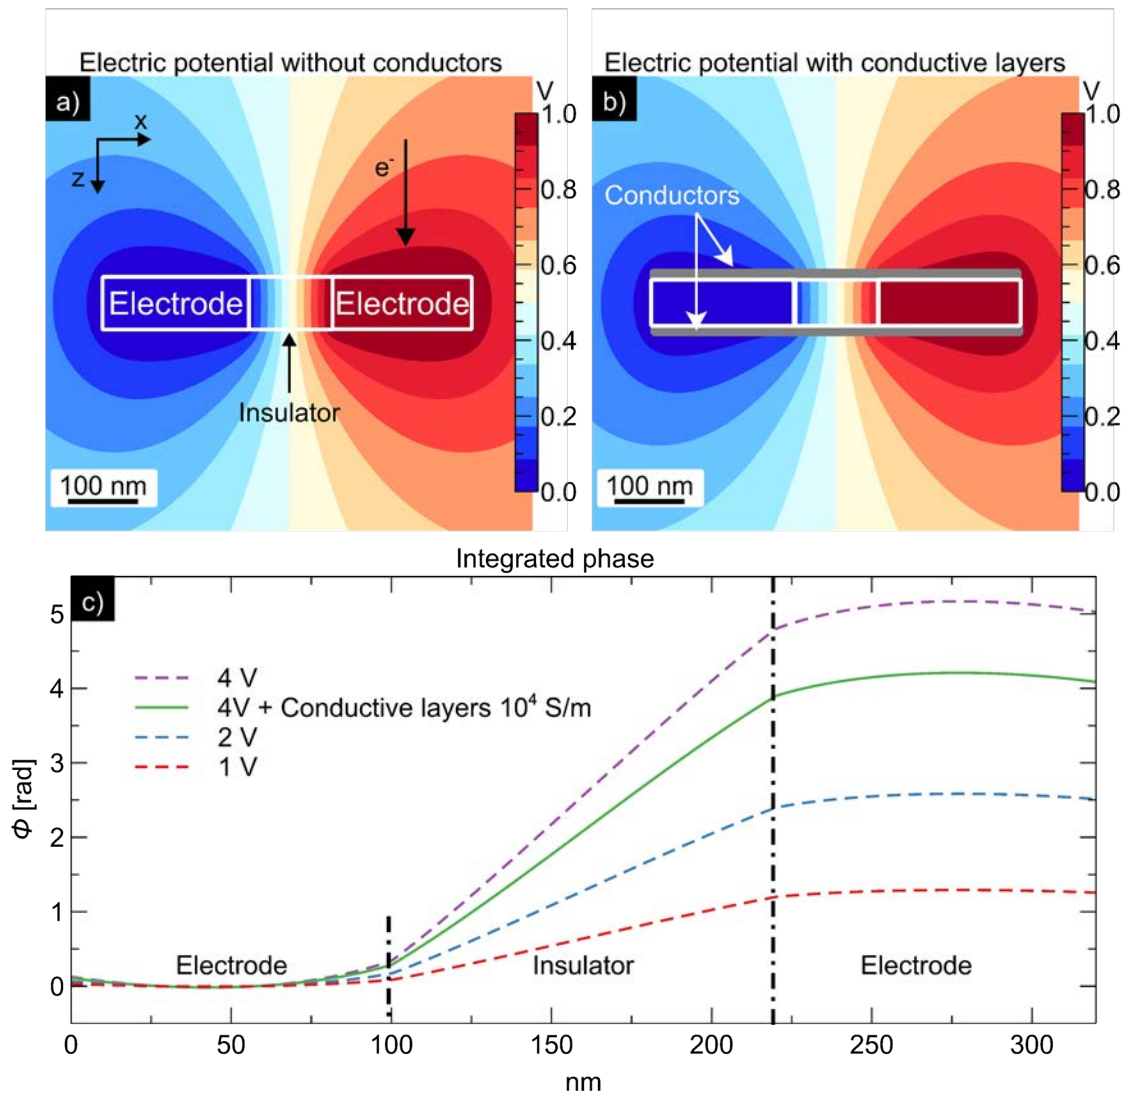 Electric potential without conductors
a)
x
z
e-
Electrode
Electrode
Insulator
100 nm
V
1.0
0.8
0.6
0.4
0.2
0.0
Electric potential with conductive layers
b)
Conductors
100 nm
V
1.0
0.8
0.6
0.4
0.2
0.0
Integrated phase
c)
Φ [rad]
5
4
3
2
1
0
4 V
4V + Conductive layers 10⁴ S/m
2 V
1 V
Electrode
Insulator
Electrode
0
50
100
150
200
250
300
nm